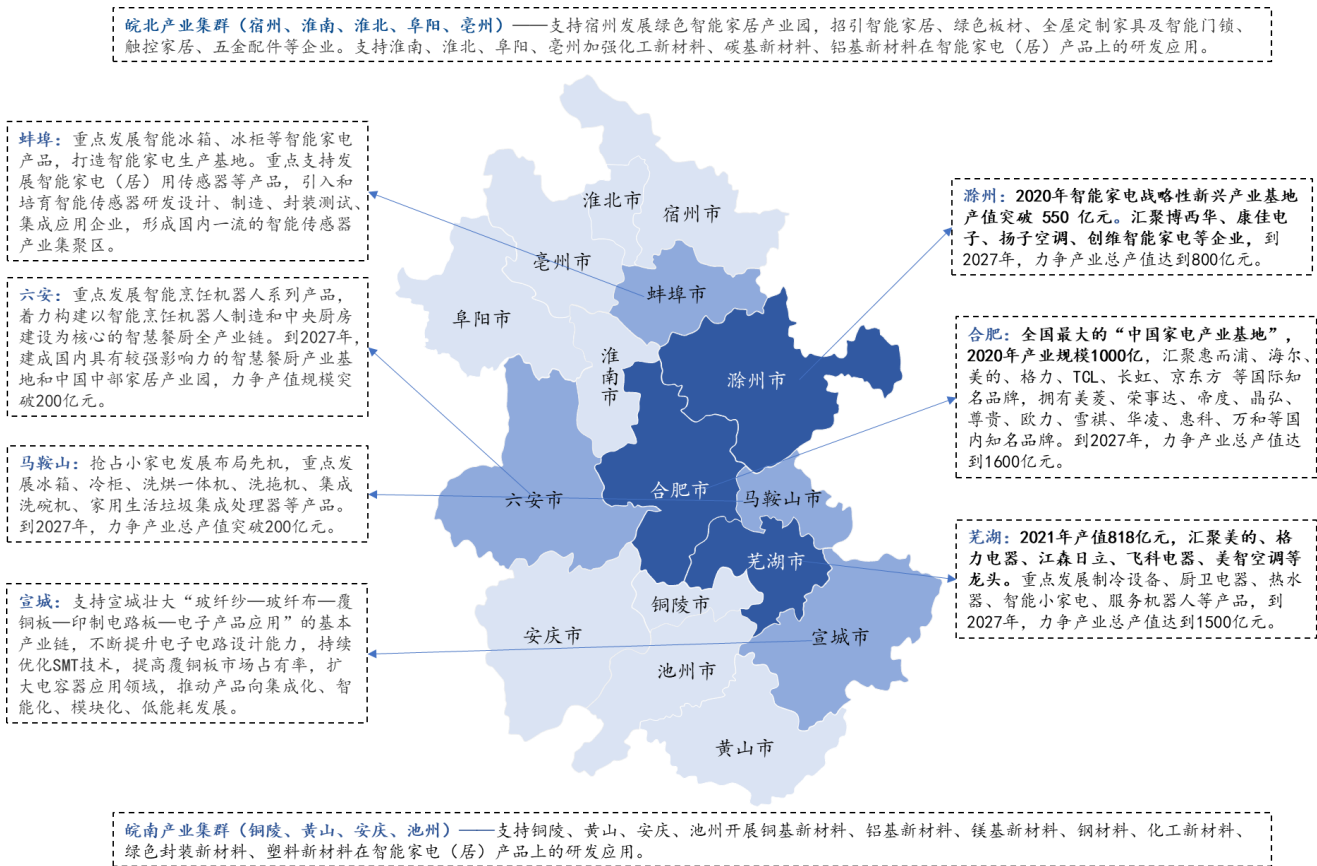 皖北产业集群（宿州、淮南、淮北、阜阳、亳州）——支持宿州发展绿色智能家居产业园，招引智能家居、绿色板材、全屋定制家具及智能门锁、
触控家居、五金配件等企业。支持淮南、淮北、阜阳、亳州加强化工新材料、碳基新材料、铝基新材料在智能家电（居）产品上的研发应用。
蚌埠：重点发展智能冰箱、冰柜等智能家电
产品，打造智能家电生产基地。重点支持发
展智能家电（居）用传感器等产品，引入和
培育智能传感器研发设计、制造、封装测试、
集成应用企业，形成国内一流的智能传感器
产业集聚区。
六安：重点发展智能烹饪机器人系列产品，
着力构建以智能烹饪机器人制造和中央厨房
建设为核心的智慧餐厨全产业链。到2027年，
建成国内具有较强影响力的智慧餐厨产业基
地和中国中部家居产业园，力争产值规模突
破200亿元。
马鞍山：抢占小家电发展布局先机，重点发
展冰箱、冷柜、洗烘一体机、洗拖机、集成
洗碗机、家用生活垃圾集成处理器等产品。
到2027年，力争产业总产值突破200亿元。
宣城：支持宣城壮大“玻纤纱—玻纤布—覆
铜板—印制电路板—电子产品应用”的基本
产业链，不断提升电子电路设计能力，持续
优化SMT技术，提高覆铜板市场占有率，扩
大电容器应用领域，推动产品向集成化、智
能化、模块化、低能耗发展。
淮北市
宿州市
亳州市
蚌埠市
阜阳市
淮南市
滁州市
合肥市
六安市
马鞍山市
芜湖市
铜陵市
安庆市
宣城市
池州市
黄山市
滁州：2020年智能家电战略性新兴产业基地
产值突破 550 亿元。汇聚博西华、康佳电
子、扬子空调、创维智能家电等企业，到
2027年，力争产业总产值达到800亿元。
合肥：全国最大的“中国家电产业基地”，
2020年产业规模1000亿，汇聚惠而浦、海尔、
美的、格力、TCL、长虹、京东方 等国际知
名品牌，拥有美菱、荣事达、帝度、晶弘、
尊贵、欧力、雪祺、华凌、惠科、万和等国
内知名品牌。到2027年，力争产业总产值达
到1600亿元。
芜湖：2021年产值818亿元，汇聚美的、格
力电器、江森日立、飞科电器、美智空调等
龙头。重点发展制冷设备、厨卫电器、热水
器、智能小家电、服务机器人等产品，到
2027年，力争产业总产值达到1500亿元。
皖南产业集群（铜陵、黄山、安庆、池州）——支持铜陵、黄山、安庆、池州开展铜基新材料、铝基新材料、镁基新材料、钢材料、化工新材料、
绿色封装新材料、塑料新材料在智能家电（居）产品上的研发应用。